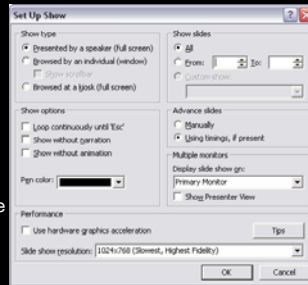 Set Up Show
Show type
Presented by a speaker (full screen)
Browsed by an individual (window)
Show scrollbar
Browsed at a kiosk (full screen)
Show slides
All
From: To:
Custom show:
Show options
Loop continuously until 'Esc'
Show without narration
Show without animation
Pen color:
Advance slides
Manually
Using timings, if present
Multiple monitors
Display slide show on:
Primary Monitor
Show Presenter View
Performance
Use hardware graphics acceleration
Tips
Slide show resolution: 1024x768 (Slowest, Highest Fidelity)
OK Cancel
e